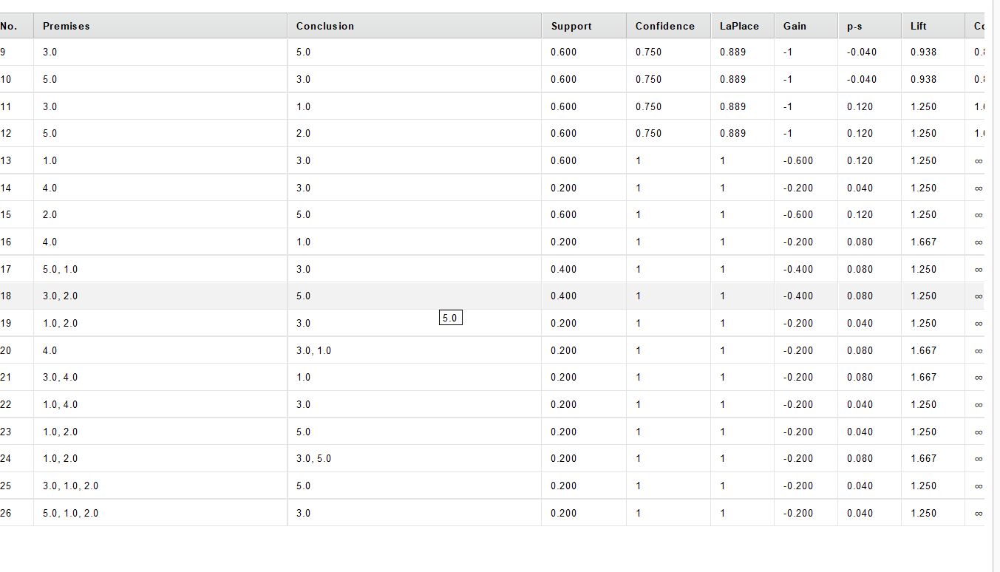 No. Premises Conclusion Support Confidence LaPlace Gain p-s Lift
9 3.0 5.0 0.600 0.750 0.889 -1 -0.040 0.938
10 5.0 3.0 0.600 0.750 0.889 -1 -0.040 0.938
11 3.0 1.0 0.600 0.750 0.889 -1 0.120 1.250
12 5.0 2.0 0.600 0.750 0.889 -1 0.120 1.250
13 1.0 3.0 0.600 1 1 -0.600 0.120 1.250 ∞
14 4.0 3.0 0.200 1 1 -0.200 0.040 1.250 ∞
15 2.0 5.0 0.600 1 1 -0.600 0.120 1.250 ∞
16 4.0 1.0 0.200 1 1 -0.200 0.080 1.667 ∞
17 5.0, 1.0 3.0 0.400 1 1 -0.400 0.080 1.250 ∞
18 3.0, 2.0 5.0 0.400 1 1 -0.400 0.080 1.250 ∞
5.0
19 1.0, 2.0 3.0 0.200 1 1 -0.200 0.040 1.250 ∞
20 4.0 3.0, 1.0 0.200 1 1 -0.200 0.080 1.667 ∞
21 3.0, 4.0 1.0 0.200 1 1 -0.200 0.080 1.667 ∞
22 1.0, 4.0 3.0 0.200 1 1 -0.200 0.040 1.250 ∞
23 1.0, 2.0 5.0 0.200 1 1 -0.200 0.040 1.250 ∞
24 1.0, 2.0 3.0, 5.0 0.200 1 1 -0.200 0.080 1.667 ∞
25 3.0, 1.0, 2.0 5.0 0.200 1 1 -0.200 0.040 1.250 ∞
26 5.0, 1.0, 2.0 3.0 0.200 1 1 -0.200 0.040 1.250 ∞